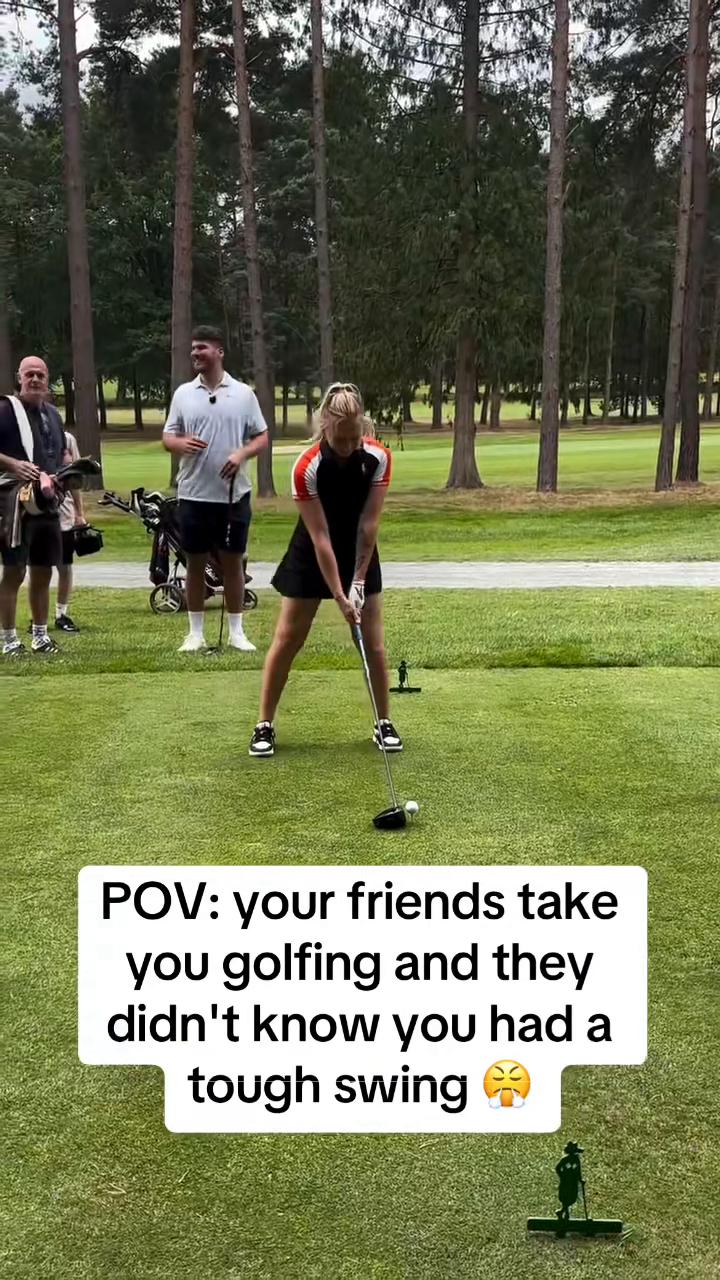 POV: your friends take
you golfing and they
didn't know you had a
tough swing 😤